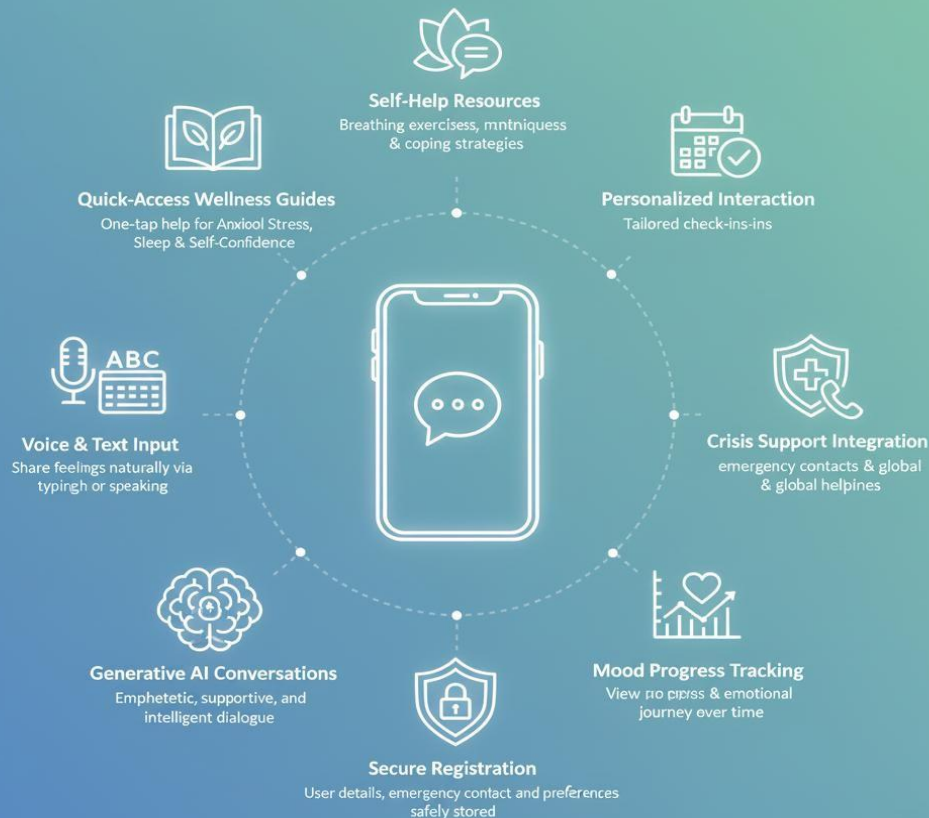 Self-Help Resources
Breathing exercisess, mntniquess
& coping strategies
Quick-Access Wellness Guides
One-tap help for Anxiool Stress,
Sleep & Self-Confidence
Personalized Interaction
Tailored check-ins-ins
ABC
Voice & Text Input
Share feelmgs naturally via
typingh or speaking
Crisis Support Integration
emergency contacts & global
& global helpines
Generative AI Conversations
Emphetetic, supportive, and
intelligent dialogue
Mood Progress Tracking
View & emotional
journey over time
Secure Registration
User details, emergency contact and preferences
safely stored